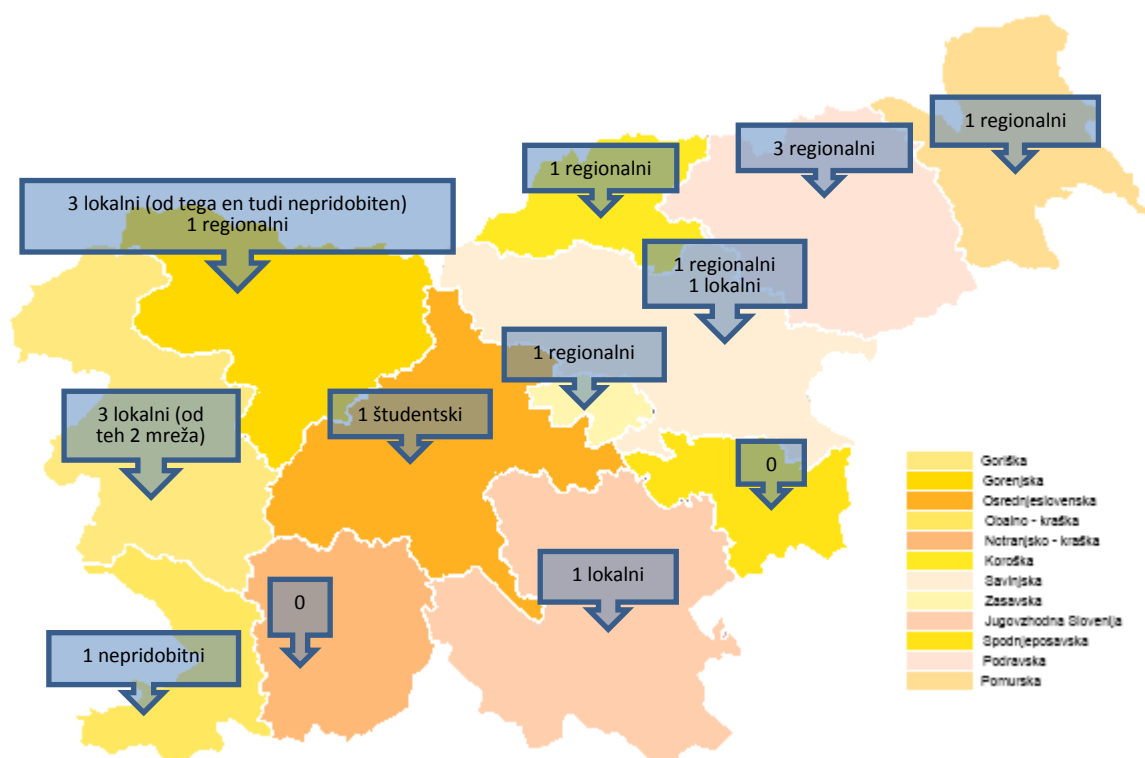 1 regionalni
3 regionalni
1 regionalni
3 lokalni (od tega en tudi nepridobiten)
1 regionalni
1 regionalni
1 lokalni
1 regionalni
3 lokalni (od
teh 2 mreža)
1 študentski
0
1 lokalni
0
1 nepridobitni
Goriška
Gorenjska
Osrednjeslovenska
Obalno - kraška
Notranjsko - kraška
Koroška
Savinjska
Zasavska
Jugovzhodna Slovenija
Spodnjeposavska
Podravska
Pomurska